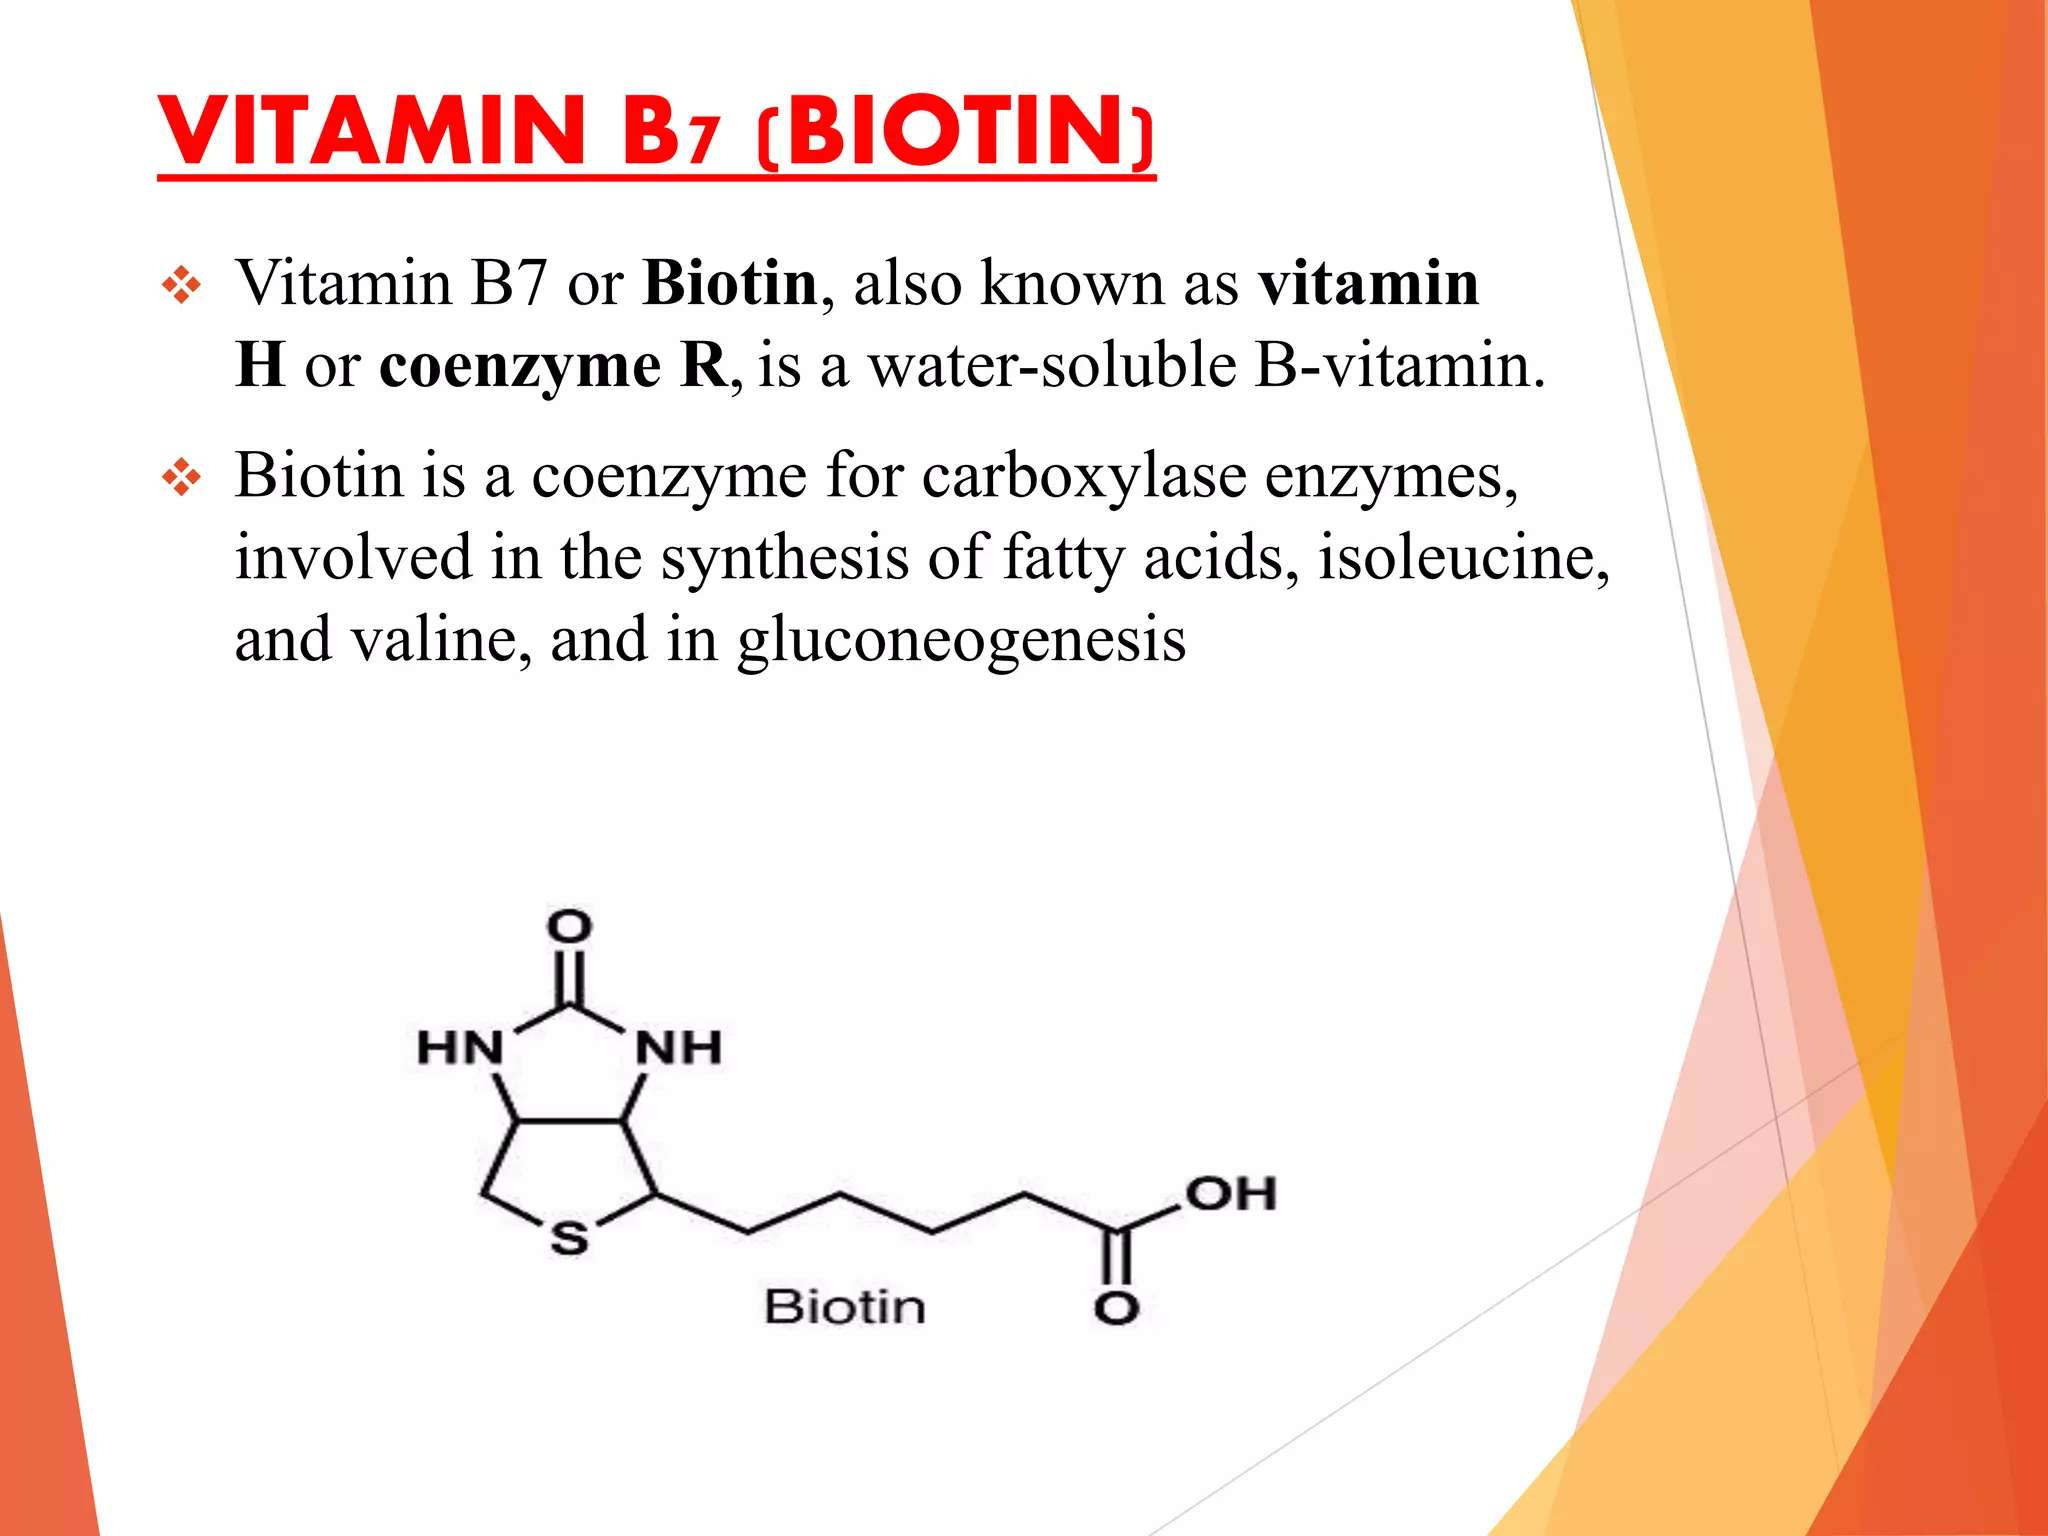 VITAMIN B7 (BIOTIN)
❖ Vitamin B7 or Biotin, also known as vitamin
H or coenzyme R, is a water-soluble B-vitamin.
❖ Biotin is a coenzyme for carboxylase enzymes,
involved in the synthesis of fatty acids, isoleucine,
and valine, and in gluconeogenesis
O
HN NH
OH
S
Biotin
O